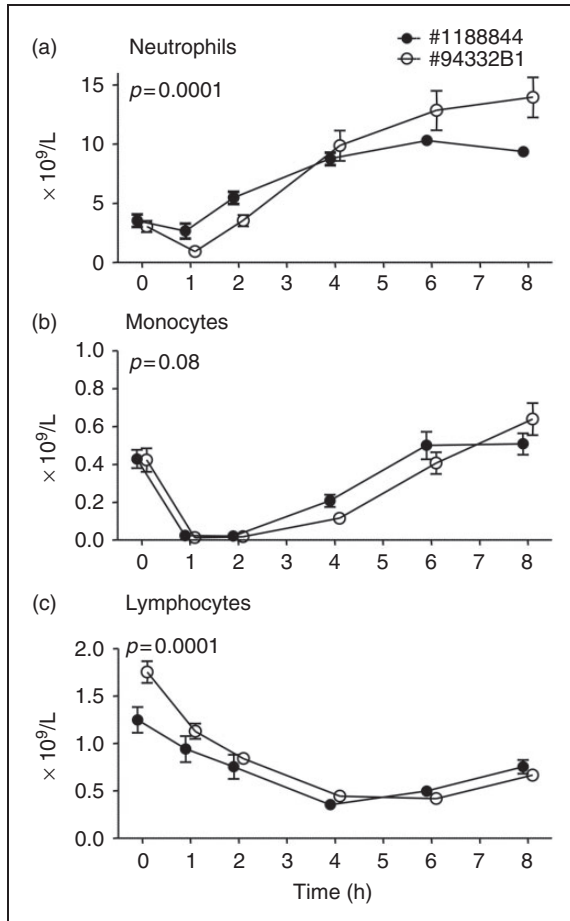 (a) Neutrophils
#1188844
#94332B1
p=0.0001
15
10
5
0
× 10⁹/L
0 1 2 3 4 5 6 7 8
(b) Monocytes
p=0.08
1.0
0.8
0.6
0.4
0.2
0.0
× 10⁹/L
0 1 2 3 4 5 6 7 8
(c) Lymphocytes
p=0.0001
2.0
1.5
1.0
0.5
0.0
× 10⁹/L
0 1 2 3 4 5 6 7 8
Time (h)